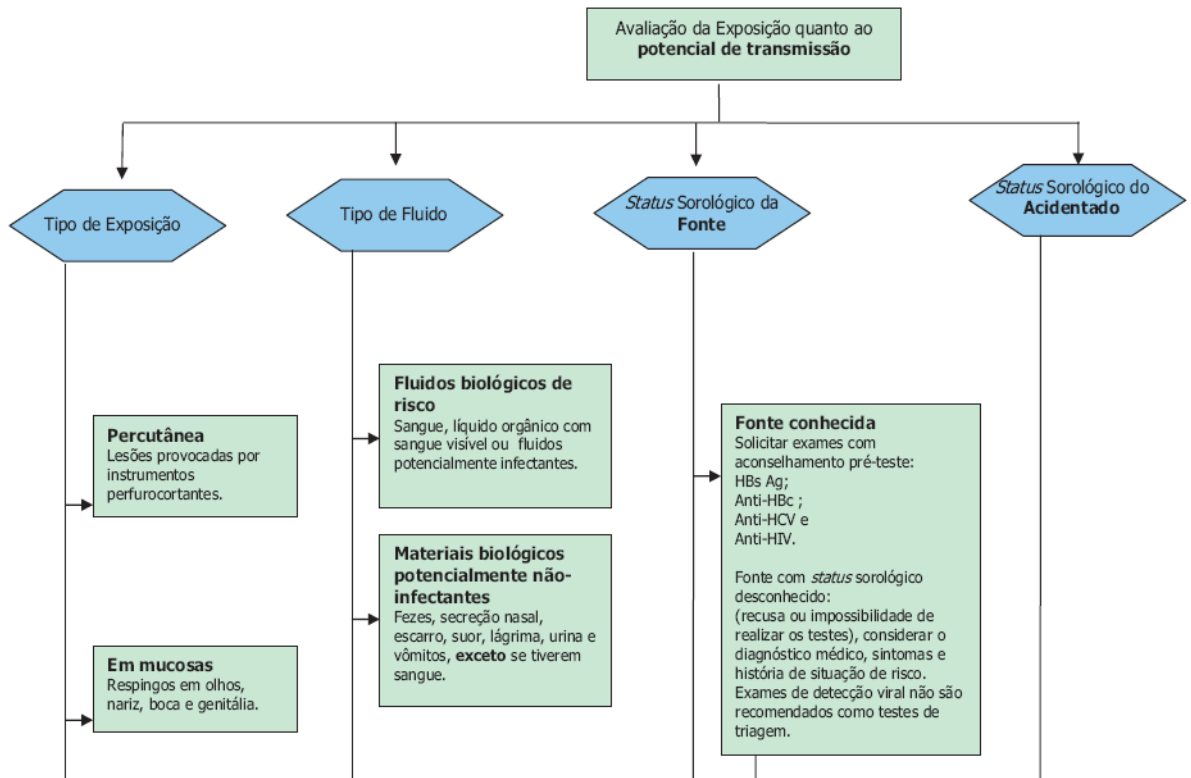 Avaliação da Exposição quanto ao
potencial de transmissão
Tipo de Exposição
Tipo de Fluido
Status Sorológico da
Fonte
Status Sorológico do
Acidentado
Percutânea
Lesões provocadas por
instrumentos
perfurocortantes.
Em mucosas
Respingos em olhos,
nariz, boca e genitália.
Fluidos biológicos de
risco
Sangue, líquido orgânico com
sangue visível ou fluidos
potencialmente infectantes.
Materiais biológicos
potencialmente não-
infectantes
Fezes, secreção nasal,
escarro, suor, lágrima, urina e
vômitos, exceto se tiverem
sangue.
Fonte conhecida
Solicitar exames com
aconselhamento pré-teste:
HBs Ag;
Anti-HBc ;
Anti-HCV e
Anti-HIV.
Fonte com status sorológico
desconhecido:
(recusa ou impossibilidade de
realizar os testes), considerar o
diagnóstico médico, sintomas e
história de situação de risco.
Exames de detecção viral não são
recomendados como testes de
triagem.